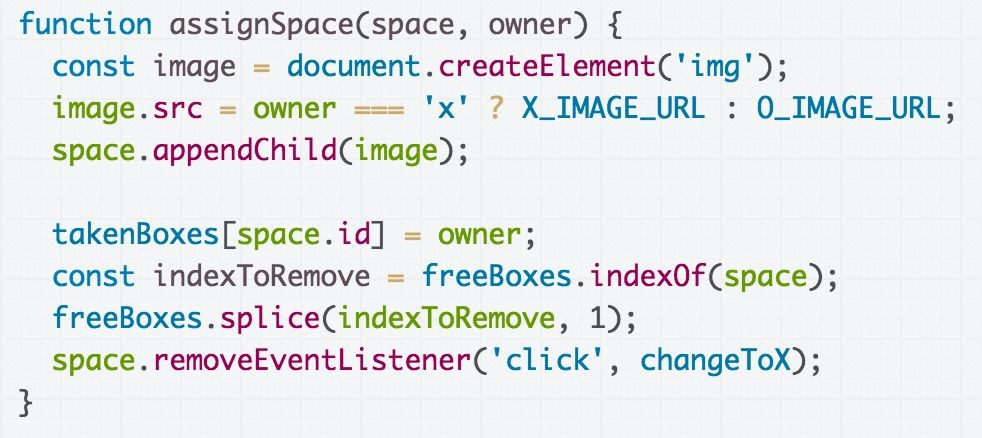 function assignSpace(space, owner) {
  const image = document.createElement('img');
  image.src = owner === 'x' ? X_IMAGE_URL : O_IMAGE_URL;
  space.appendChild(image);

  takenBoxes[space.id] = owner;
  const indexToRemove = freeBoxes.indexOf(space);
  freeBoxes.splice(indexToRemove, 1);
  space.removeEventListener('click', changeToX);
}